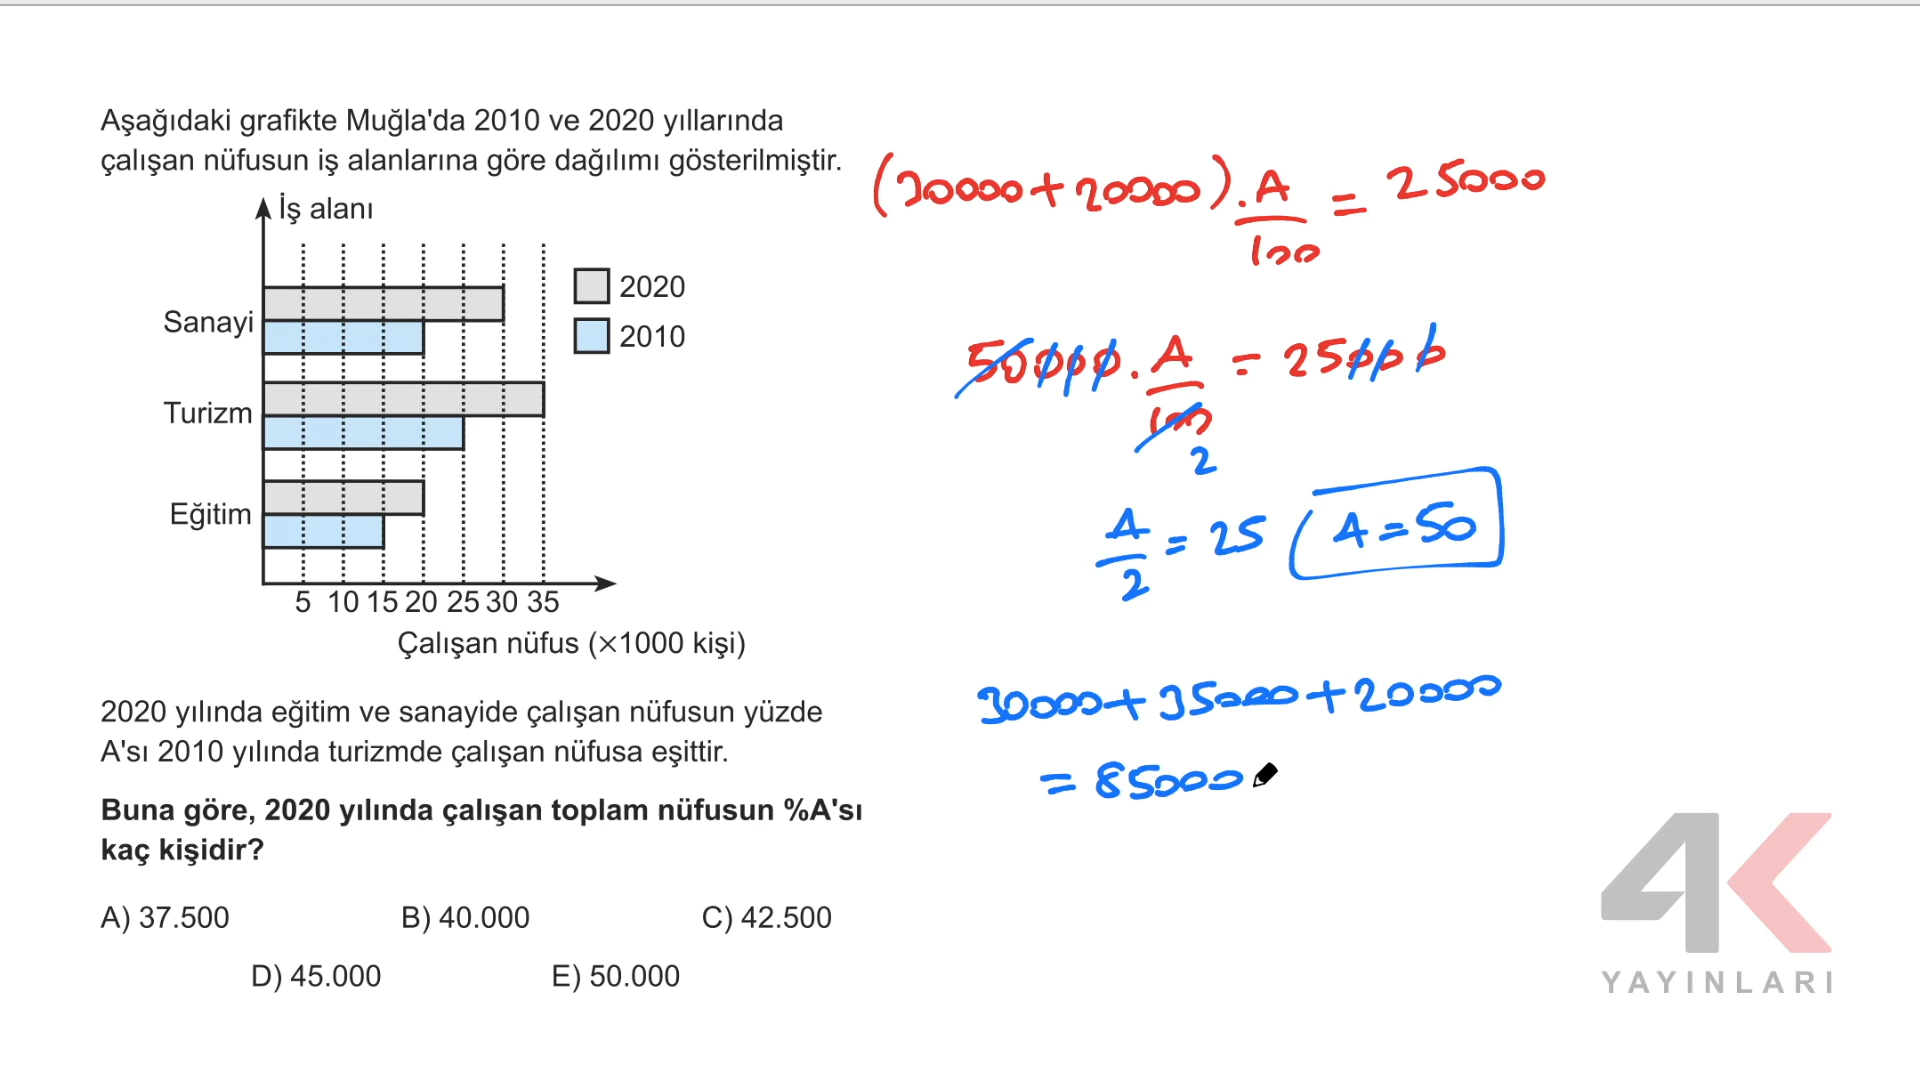 Aşağıdaki grafikte Muğla'da 2010 ve 2020 yıllarında
çalışan nüfusun iş alanlarına göre dağılımı gösterilmiştir.
İş alanı
2020
2010
Sanayi
Turizm
Eğitim
5 10 15 20 25 30 35
Çalışan nüfus (×1000 kişi)
2020 yılında eğitim ve sanayide çalışan nüfusun yüzde
A'sı 2010 yılında turizmde çalışan nüfusa eşittir.
Buna göre, 2020 yılında çalışan toplam nüfusun %A'sı
kaç kişidir?
A) 37.500 B) 40.000 C) 42.500
D) 45.000 E) 50.000
(30000+20000).A/100 = 25000
50000.A/100 = 25000
2
A/2 = 25 A=50
30000+35000+20000
= 85000
4K
YAYINLARI